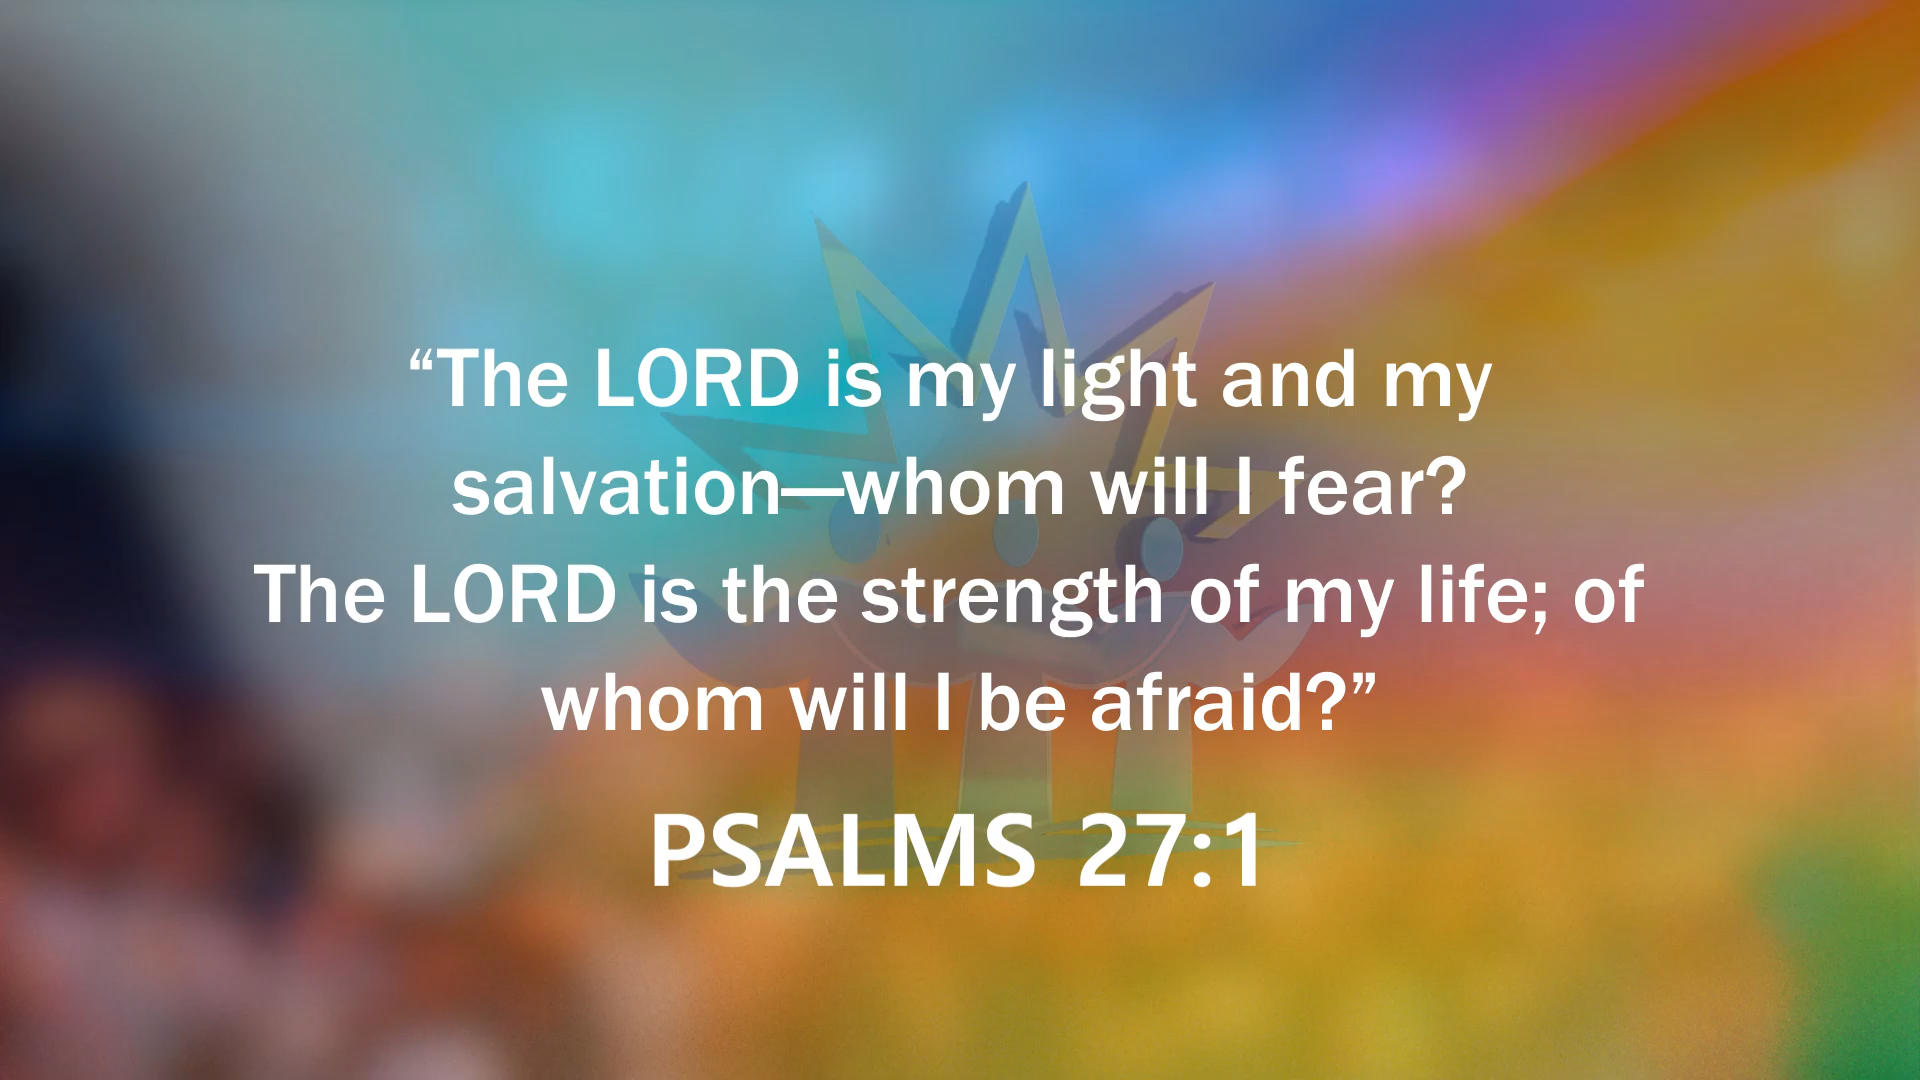 “The LORD is my light and my
salvation—whom will I fear?
The LORD is the strength of my life; of
whom will I be afraid?”
PSALMS 27:1